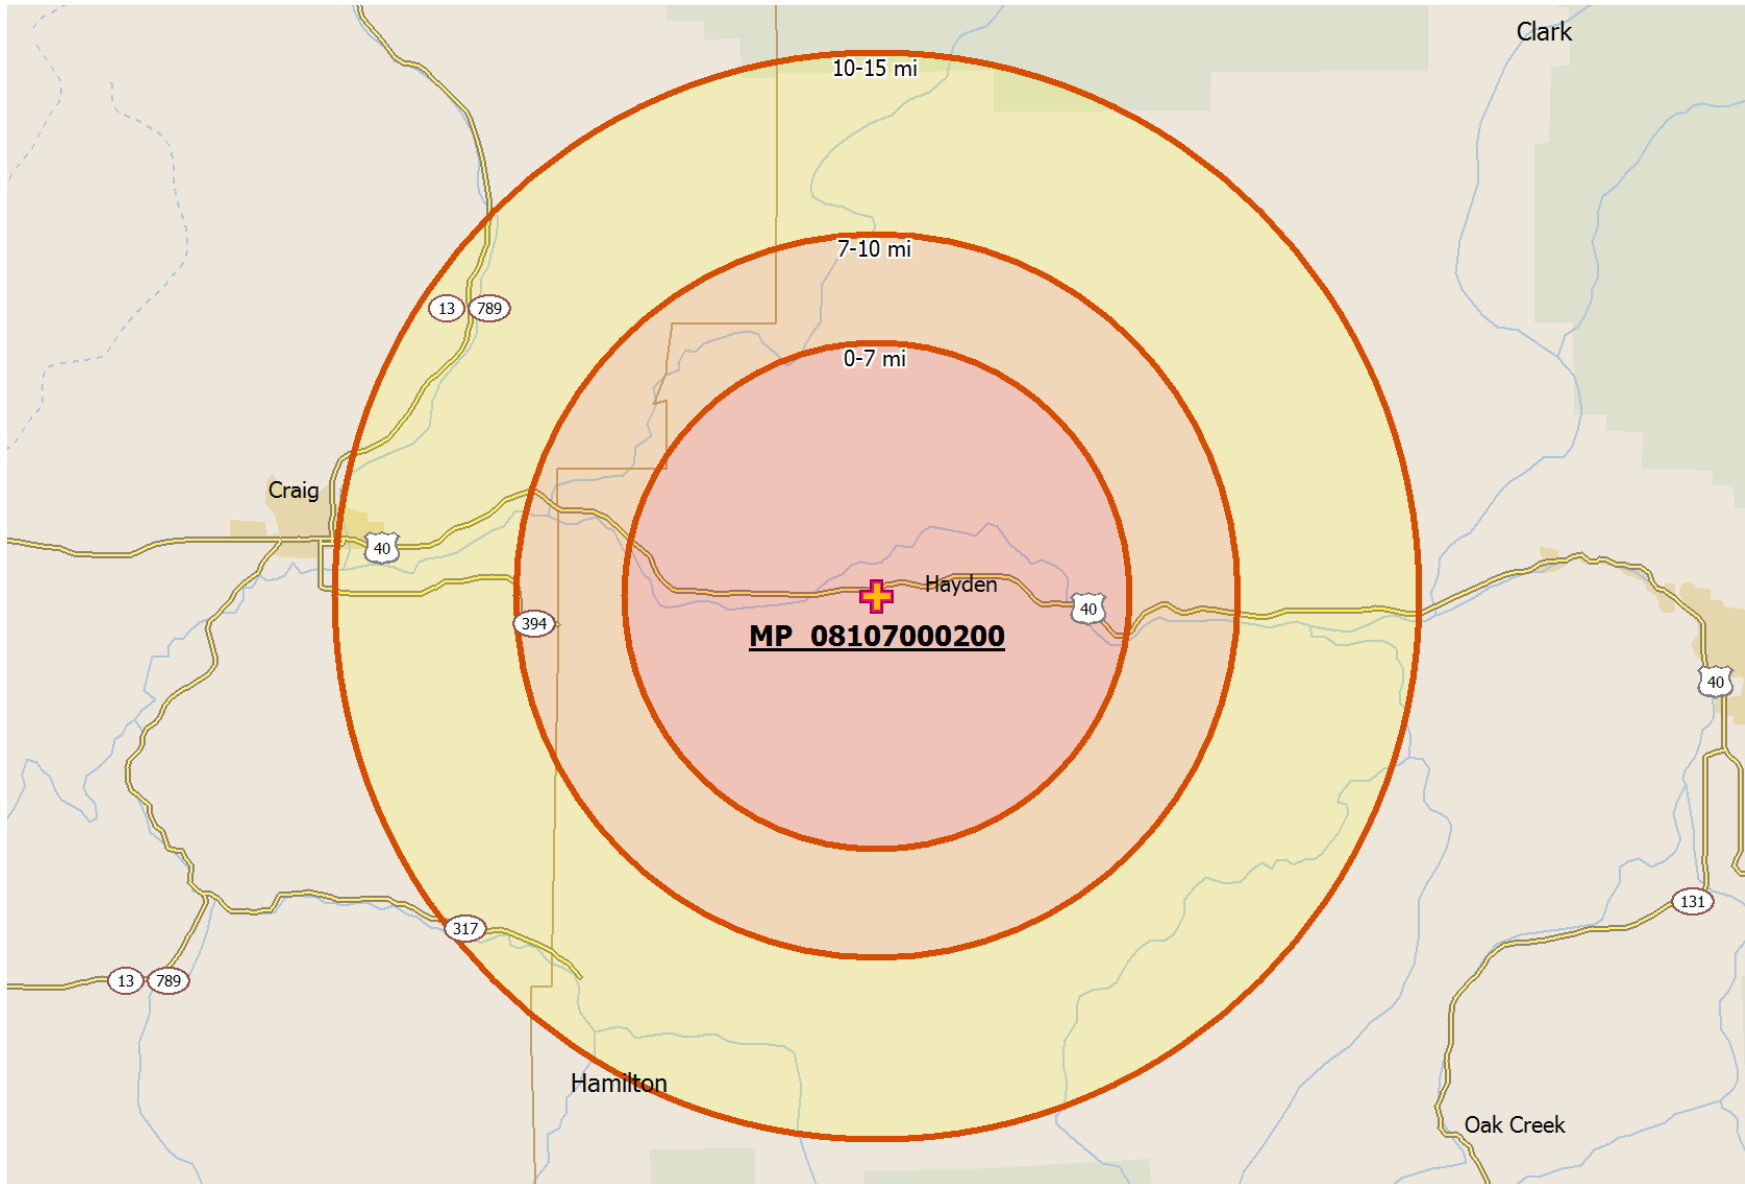 Clark
10-15 mi
7-10 mi
13 789
0-7 mi
Craig
40
Hayden
40
394
MP 08107000200
40
131
317
13 789
Hamilton
Oak Creek